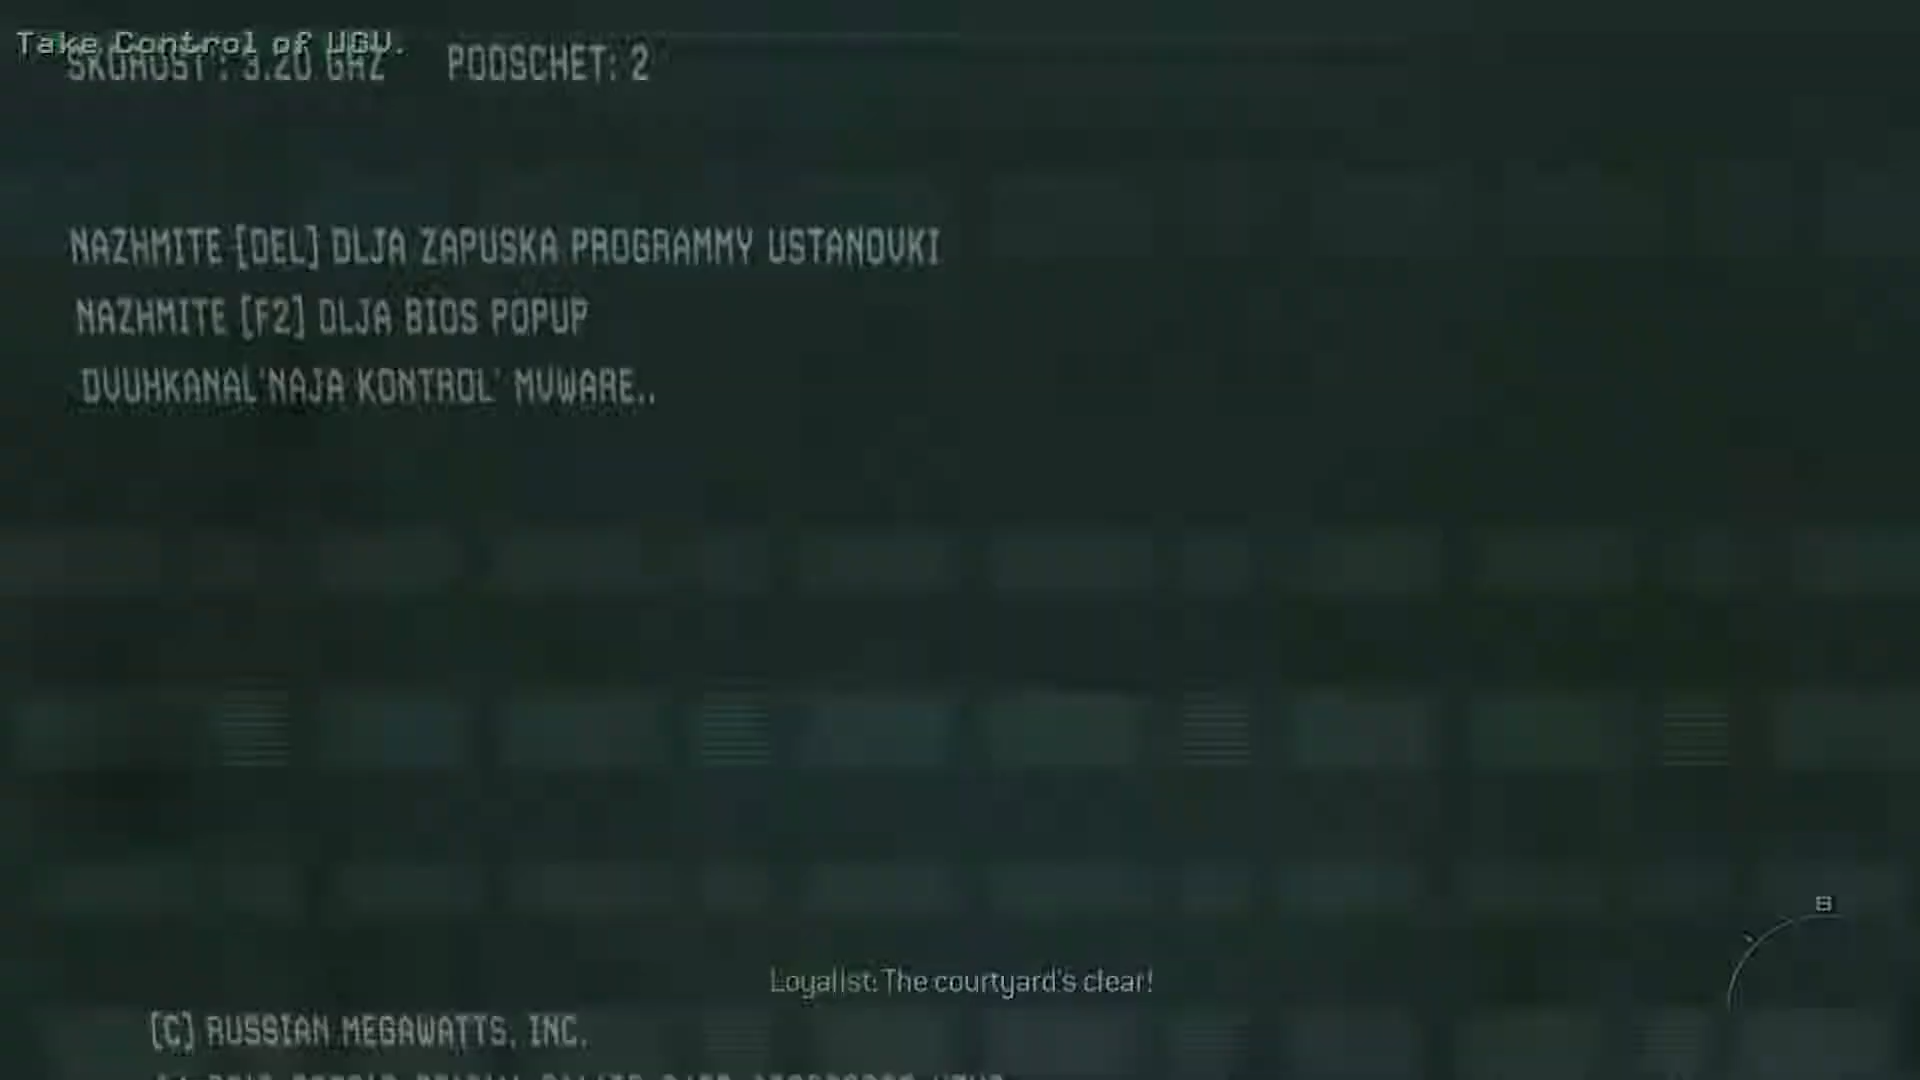 Take Control of UGV.
SKOROST': 3.20 GHZ PODSCHET: 2
NAZHMITE [DEL] DLJA ZAPUSKA PROGRAMMY USTANOVKI
NAZHMITE [F2] DLJA BIOS POPUP
DVUHKANAL'NAJA KONTROL' MVWARE..
S
Loyalist: The courtyard's clear!
(C) RUSSIAN MEGAWATTS, INC.